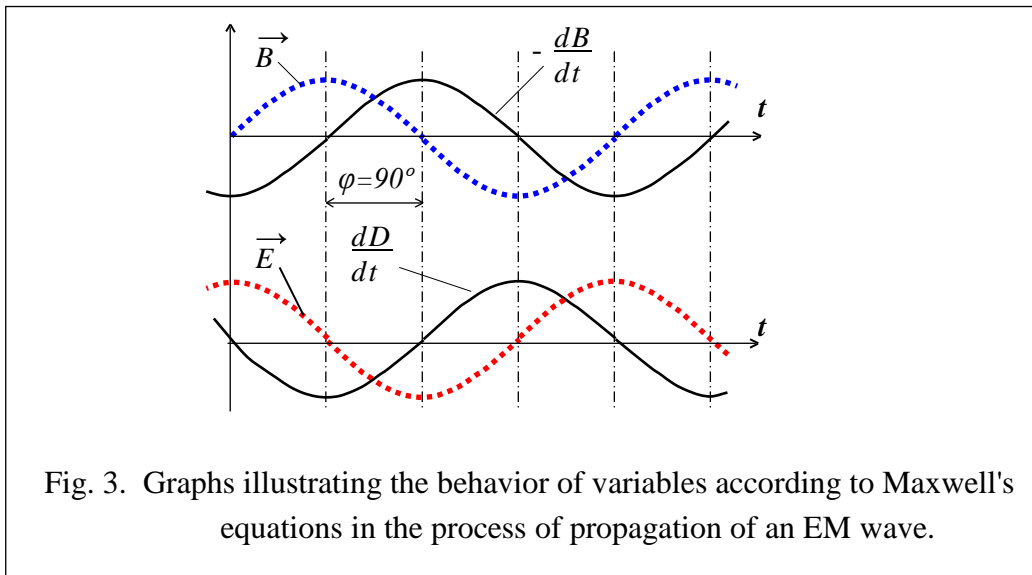 B
- dB
dt
t
φ=90º
E
dD
dt
t
Fig. 3. Graphs illustrating the behavior of variables according to Maxwell's
equations in the process of propagation of an EM wave.